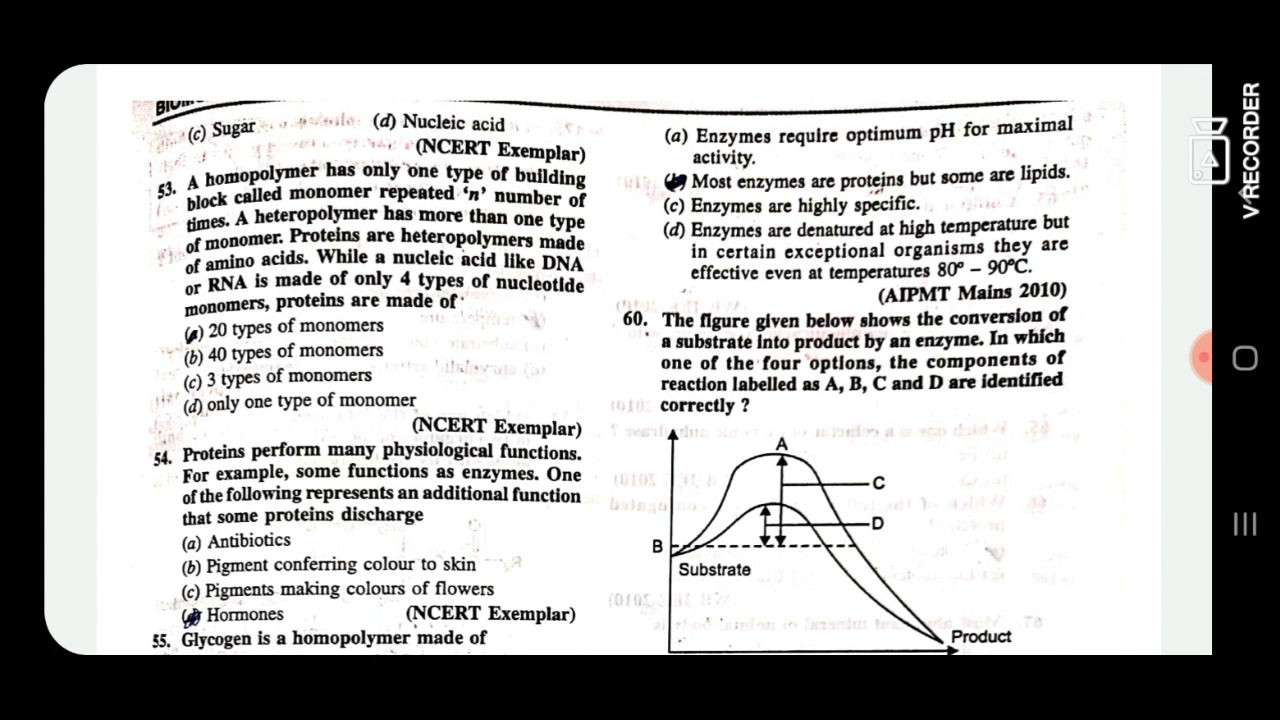 BIOM
(c) Sugar (d) Nucleic acid
(NCERT Exemplar)
53. A homopolymer has only one type of building
block called monomer repeated 'n' number of
times. A heteropolymer has more than one type
of monomer. Proteins are heteropolymers made
of amino acids. While a nucleic acid like DNA
or RNA is made of only 4 types of nucleotide
monomers, proteins are made of
(a) 20 types of monomers
(b) 40 types of monomers
(c) 3 types of monomers
(d) only one type of monomer
(NCERT Exemplar)
54. Proteins perform many physiological functions.
For example, some functions as enzymes. One
of the following represents an additional function
that some proteins discharge
(a) Antibiotics
(b) Pigment conferring colour to skin
(c) Pigments making colours of flowers
(d) Hormones (NCERT Exemplar)
55. Glycogen is a homopolymer made of
(a) Enzymes require optimum pH for maximal
activity.
Most enzymes are proteins but some are lipids.
(c) Enzymes are highly specific.
(d) Enzymes are denatured at high temperature but
in certain exceptional organisms they are
effective even at temperatures 80° – 90°C.
(AIPMT Mains 2010)
60. The figure given below shows the conversion of
a substrate into product by an enzyme. In which
one of the four options, the components of
reaction labelled as A, B, C and D are identified
correctly ?
A
C
D
B
Substrate
Product
V RECORDER